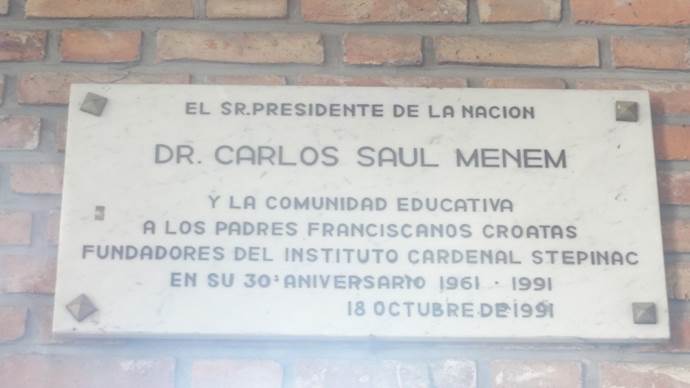 EL SR.PRESIDENTE DE LA NACION
DR. CARLOS SAUL MENEM
Y LA COMUNIDAD EDUCATIVA
A LOS PADRES FRANCISCANOS CROATAS
FUNDADORES DEL INSTITUTO CARDENAL STEPINAC
EN SU 30º ANIVERSARIO 1961 · 1991
18 OCTUBRE DE 1991